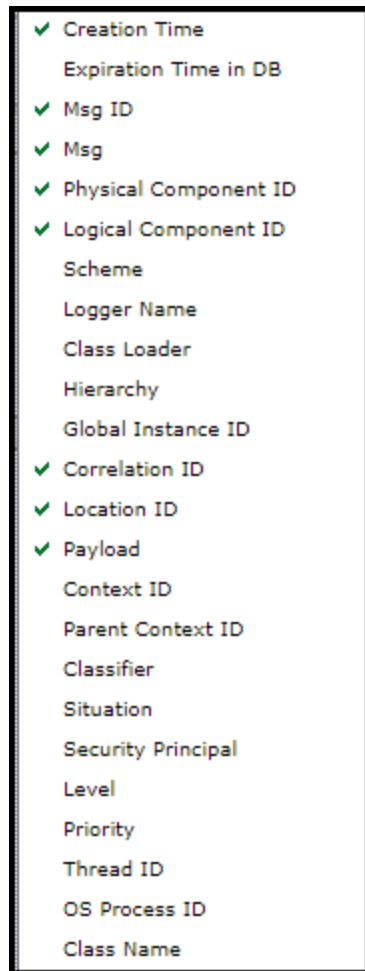 Creation Time
Expiration Time in DB
Msg ID
Msg
Physical Component ID
Logical Component ID
Scheme
Logger Name
Class Loader
Hierarchy
Global Instance ID
Correlation ID
Location ID
Payload
Context ID
Parent Context ID
Classifier
Situation
Security Principal
Level
Priority
Thread ID
OS Process ID
Class Name